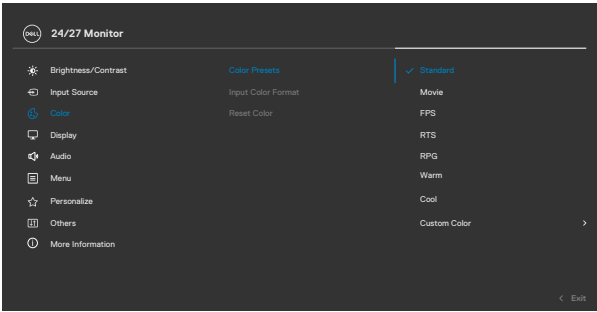 DELL 24/27 Monitor
Brightness/Contrast Color Presets Standard
Input Source Input Color Format Movie
Color Reset Color FPS
Display RTS
Audio RPG
Menu Warm
Personalize Cool
Others Custom Color >
More Information
< Exit